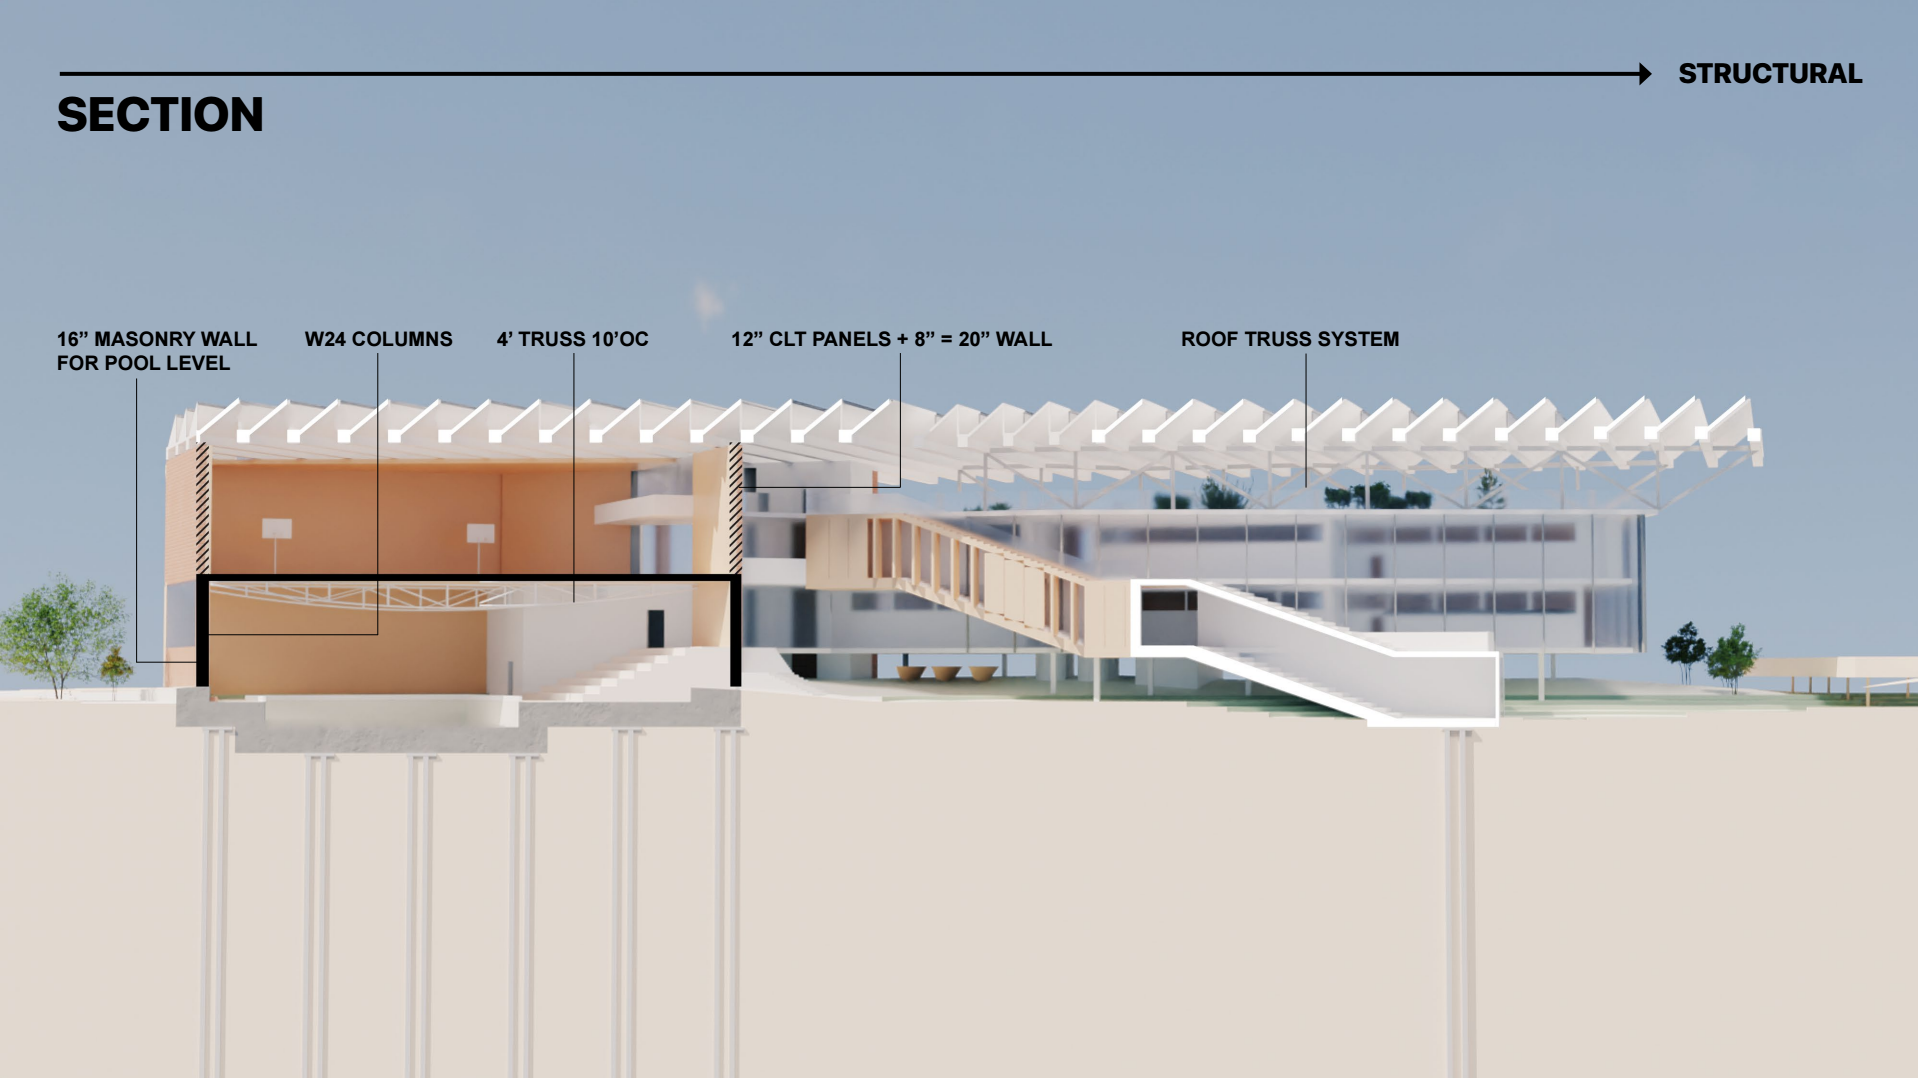 STRUCTURAL
SECTION
16” MASONRY WALL
FOR POOL LEVEL
W24 COLUMNS
4’ TRUSS 10’OC
12” CLT PANELS + 8” = 20” WALL
ROOF TRUSS SYSTEM